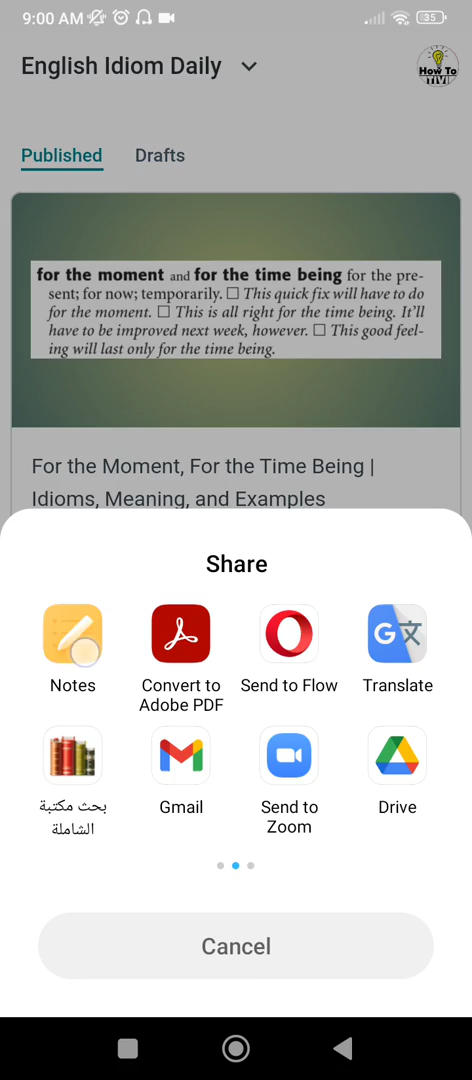 9:00 AM
35
English Idiom Daily
How To
Published
Drafts
for the moment and for the time being for the pre-
sent; for now; temporarily. ☐ This quick fix will have to do
for the moment. ☐ This is all right for the time being. It'll
have to be improved next week, however. ☐ This good feel-
ing will last only for the time being.
For the Moment, For the Time Being |
Idioms, Meaning, and Examples
Share
Notes
Convert to
Adobe PDF
Send to Flow
G文
Translate
بحث مكتبة
الشاملة
Gmail
Send to
Zoom
Drive
Cancel